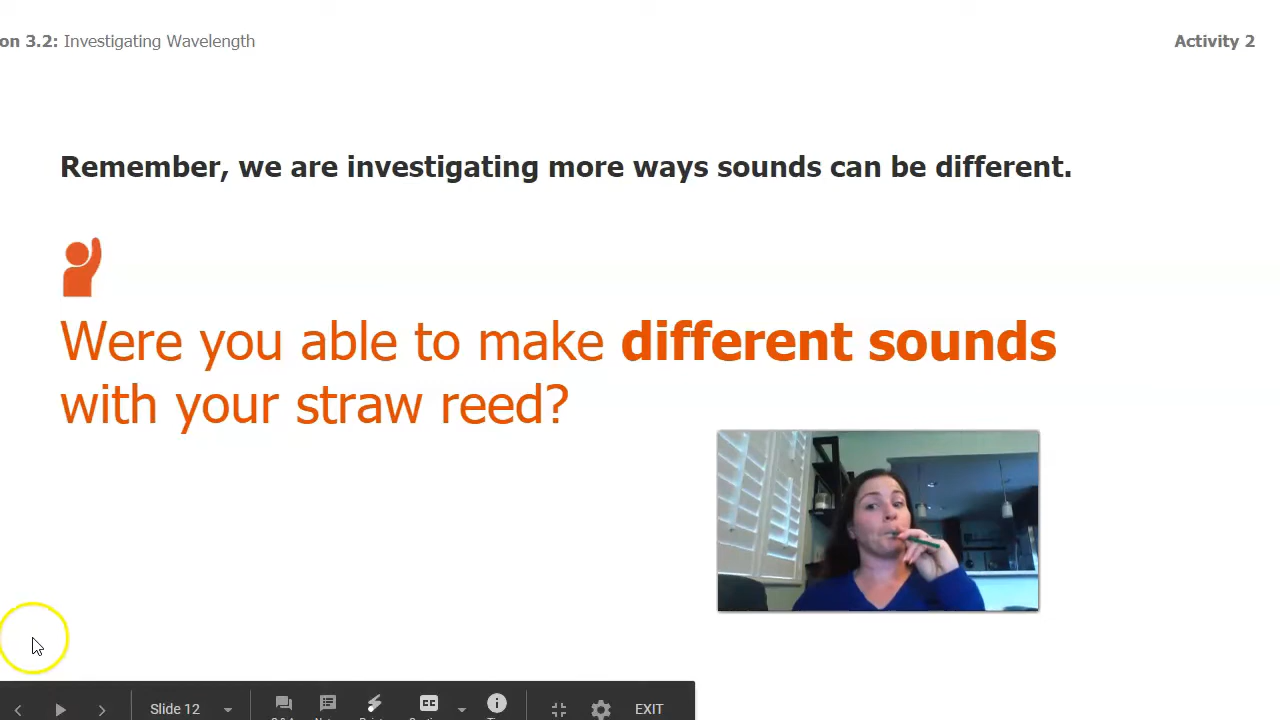 on 3.2: Investigating Wavelength
Activity 2
Remember, we are investigating more ways sounds can be different.
Were you able to make different sounds
with your straw reed?
Slide 12
CC
EXIT